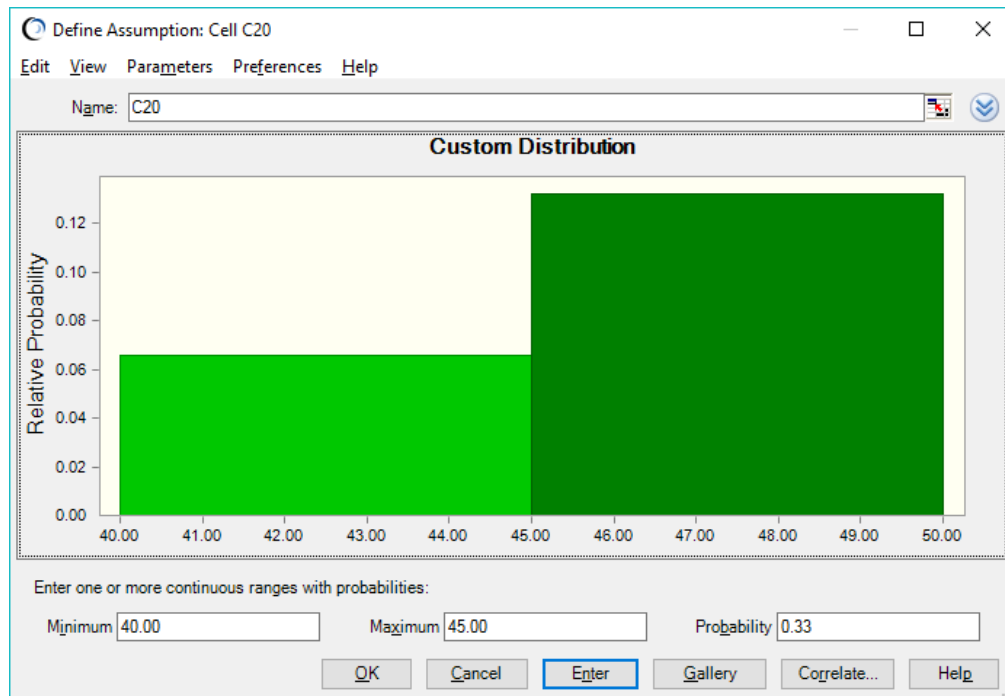 Define Assumption: Cell C20
Edit View Parameters Preferences Help
Name: C20
Custom Distribution
Relative Probability
0.12
0.10
0.08
0.06
0.04
0.02
0.00
40.00 41.00 42.00 43.00 44.00 45.00 46.00 47.00 48.00 49.00 50.00
Enter one or more continuous ranges with probabilities:
Minimum 40.00 Maximum 45.00 Probability 0.33
OK Cancel Enter Gallery Correlate... Help